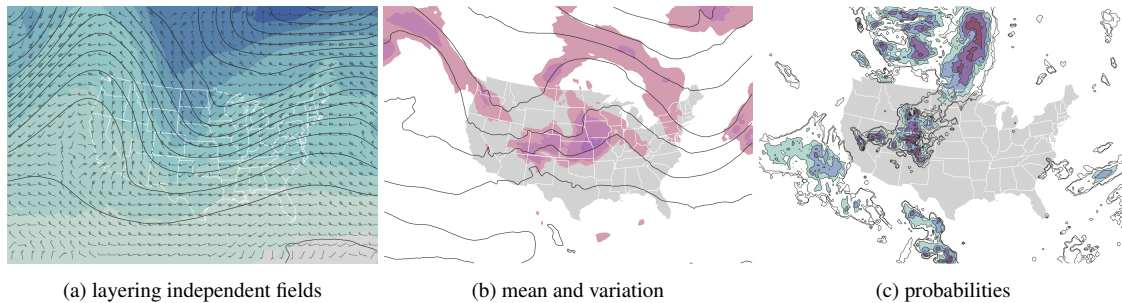 (a) layering independent fields
(b) mean and variation
(c) probabilities